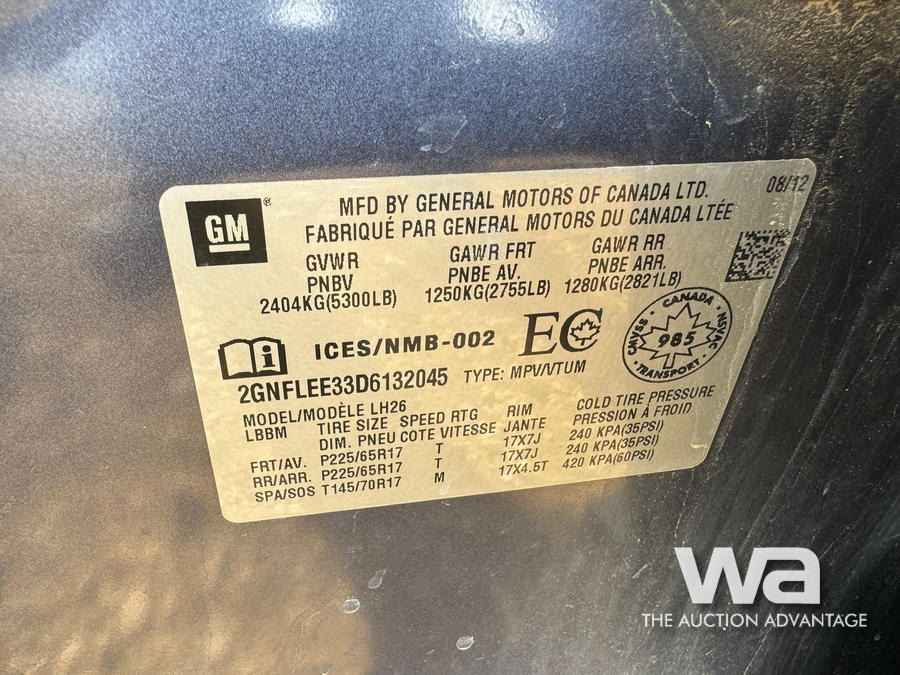 GM®
MFD BY GENERAL MOTORS OF CANADA LTD. 08/12
FABRIQUÉ PAR GENERAL MOTORS DU CANADA LTÉE
GVWR GAWR FRT GAWR RR
PNBV PNBE AV. PNBE ARR.
2404KG(5300LB) 1250KG(2755LB) 1280KG(2821LB)
i ICES/NMB-002 EC CANADA
CMVSS 985 NSVAC
TRANSPORT
2GNFLEE33D6132045 TYPE: MPV/VTUM
MODEL/MODÈLE LH26
LBBM TIRE SIZE SPEED RTG RIM COLD TIRE PRESSURE
DIM. PNEU COTE VITESSE JANTE PRESSION À FROID
FRT/AV. P225/65R17 T 17X7J 240 KPA(35PSI)
RR/ARR. P225/65R17 T 17X7J 240 KPA(35PSI)
SPA/SOS T145/70R17 M 17X4.5T 420 KPA(60PSI)
wa
THE AUCTION ADVANTAGE